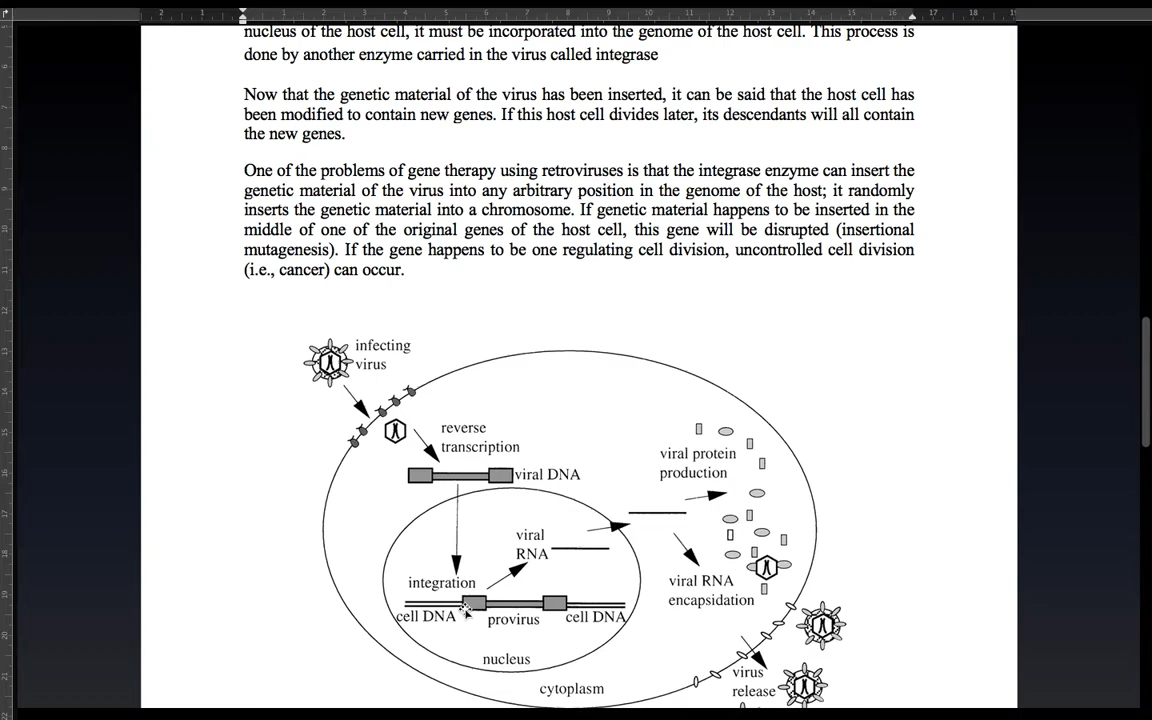 nucleus of the host cell, it must be incorporated into the genome of the host cell. This process is
done by another enzyme carried in the virus called integrase
Now that the genetic material of the virus has been inserted, it can be said that the host cell has
been modified to contain new genes. If this host cell divides later, its descendants will all contain
the new genes.
One of the problems of gene therapy using retroviruses is that the integrase enzyme can insert the
genetic material of the virus into any arbitrary position in the genome of the host; it randomly
inserts the genetic material into a chromosome. If genetic material happens to be inserted in the
middle of one of the original genes of the host cell, this gene will be disrupted (insertional
mutagenesis). If the gene happens to be one regulating cell division, uncontrolled cell division
(i.e., cancer) can occur.
infecting
virus
reverse
transcription
viral DNA
viral protein
production
viral
RNA
integration
viral RNA
encapsidation
cell DNA
provirus
cell DNA
nucleus
cytoplasm
virus
release